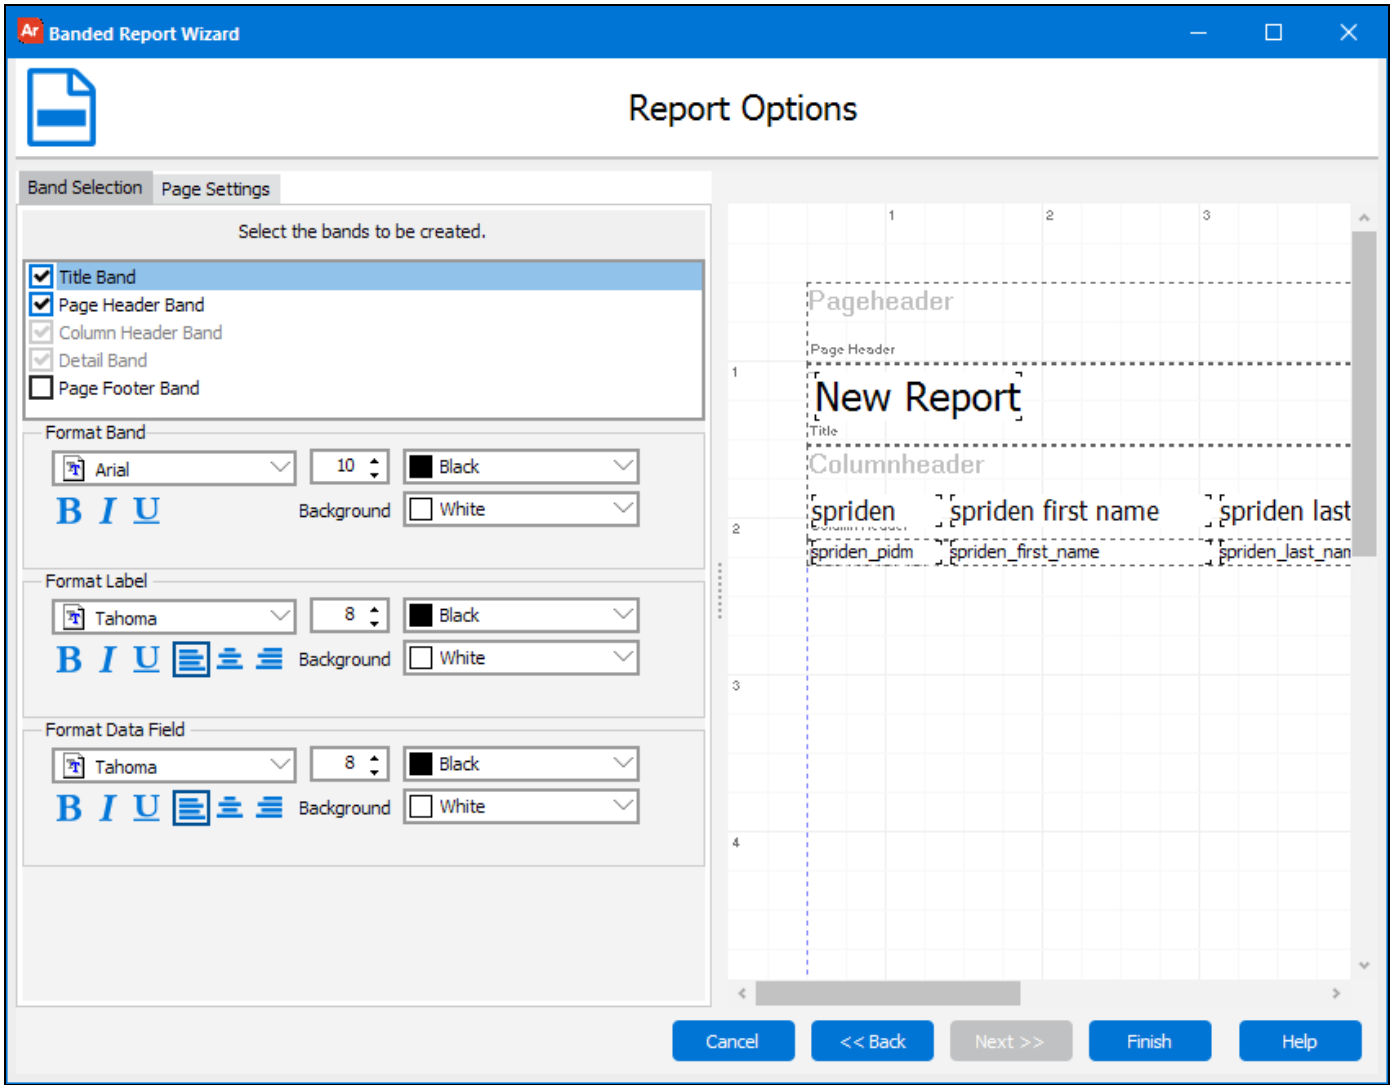 Ar Banded Report Wizard
Report Options
Band Selection Page Settings
Select the bands to be created.
Title Band
Page Header Band
Column Header Band
Detail Band
Page Footer Band
Format Band
Arial 10 Black
B I U Background White
Format Label
Tahoma 8 Black
B I U Background White
Format Data Field
Tahoma 8 Black
B I U Background White
1 2 3
Pageheader
Page Header
1
New Report
Title
Columnheader
spriden spriden first name spriden last
Column Header
2
spriden_pidm spriden_first_name spriden_last_nam
3
4
Cancel << Back Next >> Finish Help